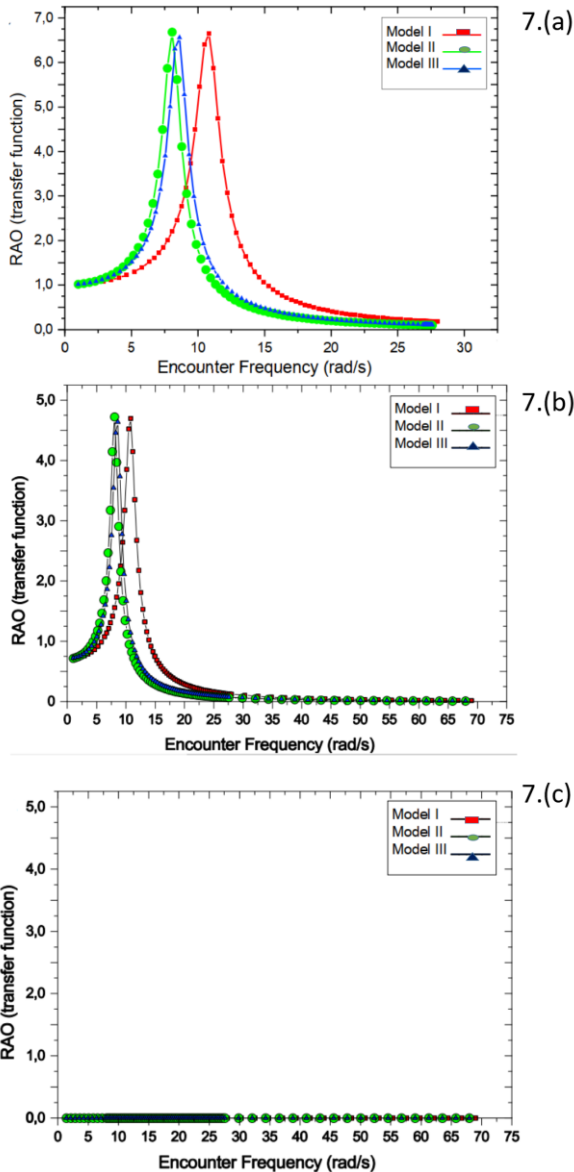 7.(a)
7,0
6,0
5,0
4,0
3,0
2,0
1,0
0,0
RAO (transfer function)
Model I
Model II
Model III
0 5 10 15 20 25 30
Encounter Frequency (rad/s)
7.(b)
5,0
4,0
3,0
2,0
1,0
0
RAO (transfer function)
Model I
Model II
Model III
0 5 10 15 20 25 30 35 40 45 50 55 60 65 70 75
Encounter Frequency (rad/s)
7.(c)
5,0
4,0
3,0
2,0
1,0
0,0
RAO (transfer function)
Model I
Model II
Model III
0 5 10 15 20 25 30 35 40 45 50 55 60 65 70 75
Encounter Frequency (rad/s)